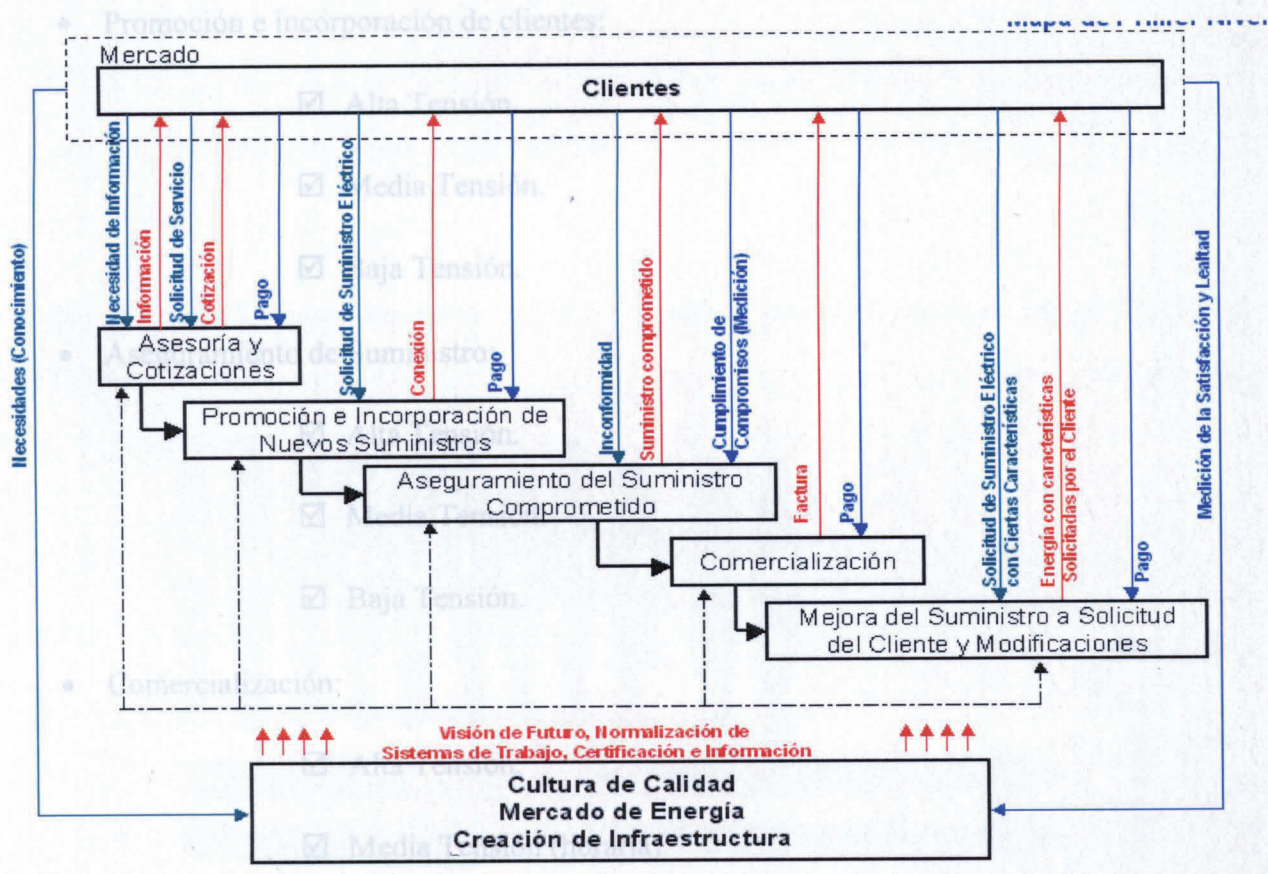 Promoción e incorporación de clientes:
Mercado
Clientes
Alta Tensión.
Media Tensión.
Baja Tensión.
Necesidades (Conocimiento)
Necesidad de Información
Información
Solicitud de Servicio
Cotización
Pago
Solicitud de Suministro Eléctrico
Conexión
Pago
Inconformidad
Suministro comprometido
Cumplimiento de
Compromisos (Medición)
Factura
Pago
Solicitud de Suministro Eléctrico
con Ciertas Características
Energía con características
Solicitadas por el Cliente
Pago
Medición de la Satisfacción y Lealtad
Asesoría y
Cotizaciones
Aseguramiento de Suministro:
Promoción e Incorporación de
Nuevos Suministros
Alta Tensión.
Aseguramiento del Suministro
Comprometido
Media Tensión.
Comercialización
Baja Tensión.
Mejora del Suministro a Solicitud
del Cliente y Modificaciones
Comercialización:
Visión de Futuro, Normalización de
Sistemas de Trabajo, Certificación e Información
Alta Tensión.
Cultura de Calidad
Mercado de Energía
Creación de Infraestructura
Media Tensión (horaria)